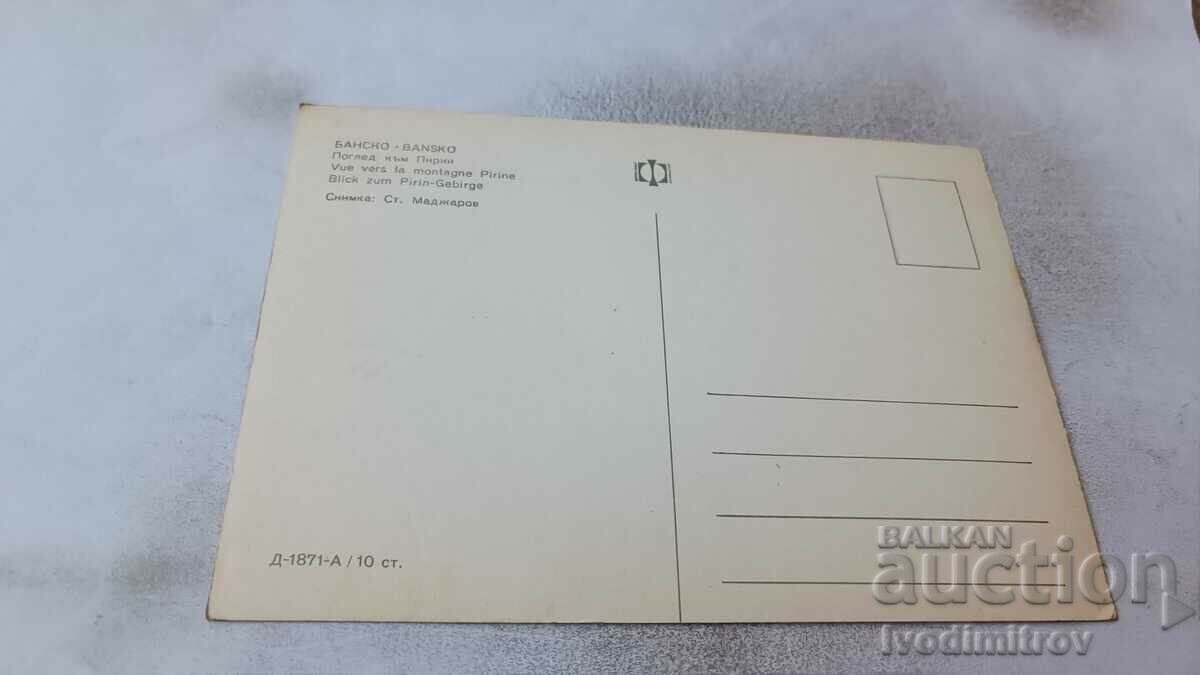 БАНСКО - BANSKO
Поглед към Пирин
Vue vers la montagne Pirine
Blick zum Pirin-Gebirge
Снимка: Ст. Маджаров
Д-1871-А / 10 ст.
BALKAN
auction
Ivodimitrov